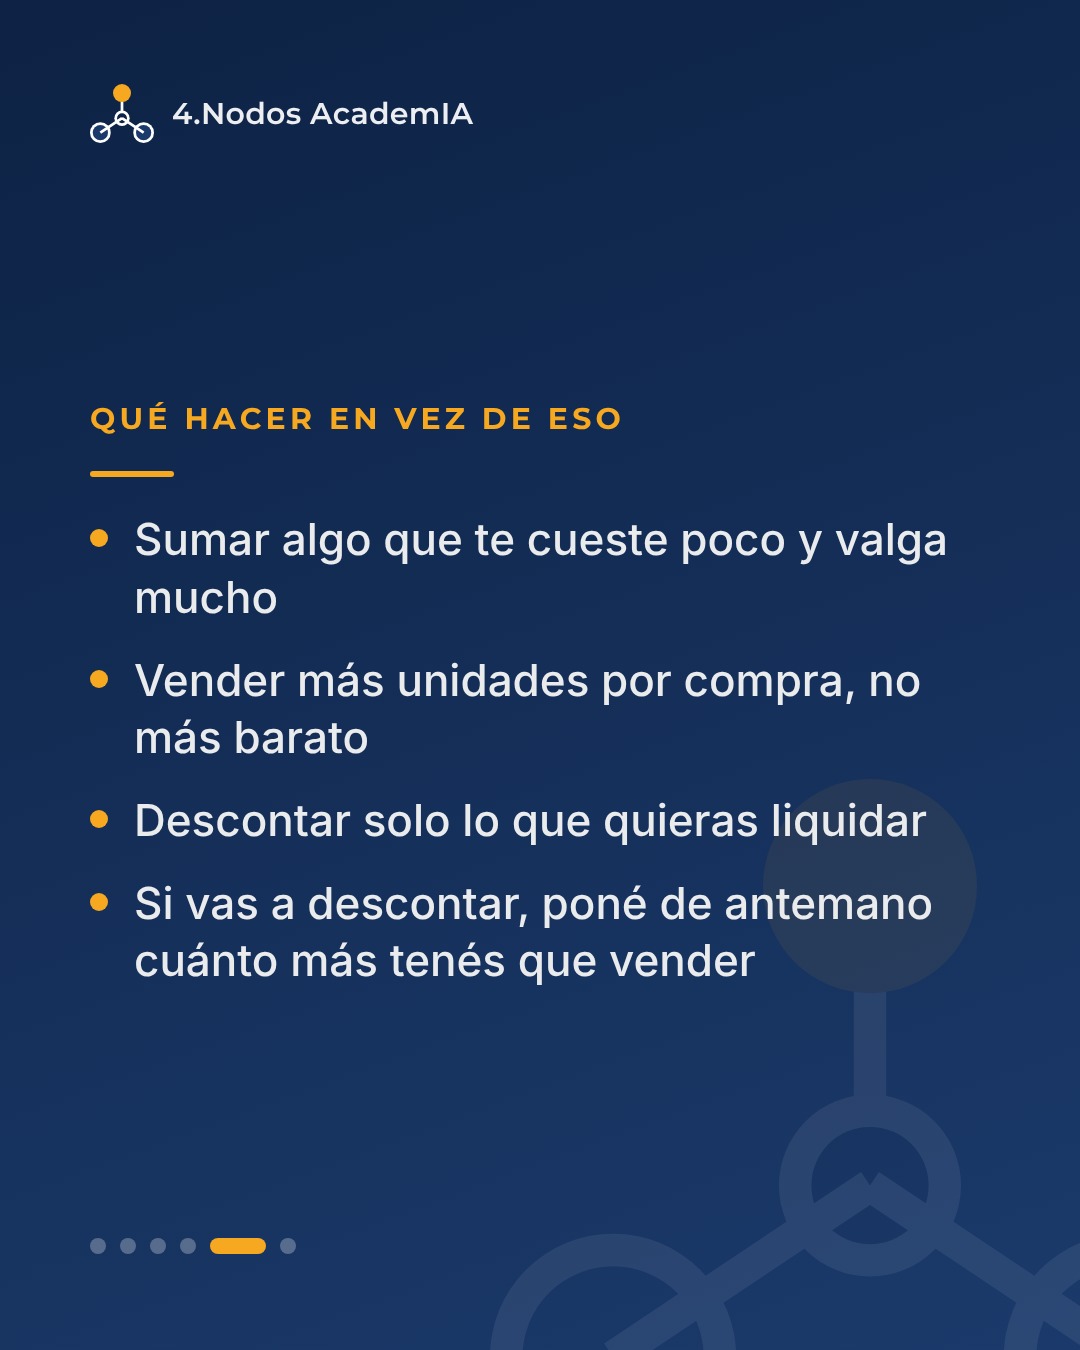 4.Nodos AcademIA
QUÉ HACER EN VEZ DE ESO
Sumar algo que te cueste poco y valga
mucho
Vender más unidades por compra, no
más barato
Descontar solo lo que quieras liquidar
Si vas a descontar, poné de antemano
cuánto más tenés que vender